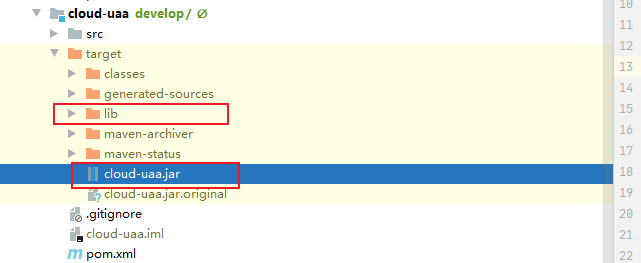 cloud-uaa develop / Ø
src
target
classes
generated-sources
lib
maven-archiver
maven-status
cloud-uaa.jar
cloud-uaa.jar.original
.gitignore
cloud-uaa.iml
pom.xml
10
11
12
13
14
15
16
17
18
19
20
21
22